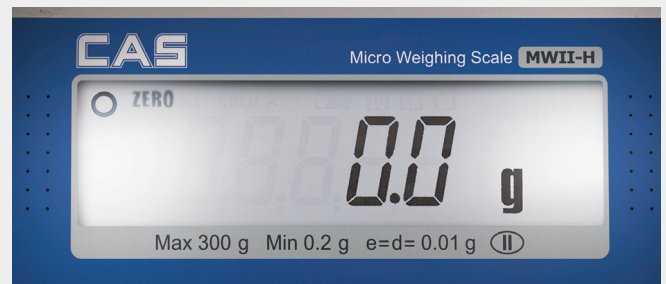 CAS
Micro Weighing Scale MWII-H
ZERO
0.0 g
Max 300 g Min 0.2 g e=d= 0.01 g II